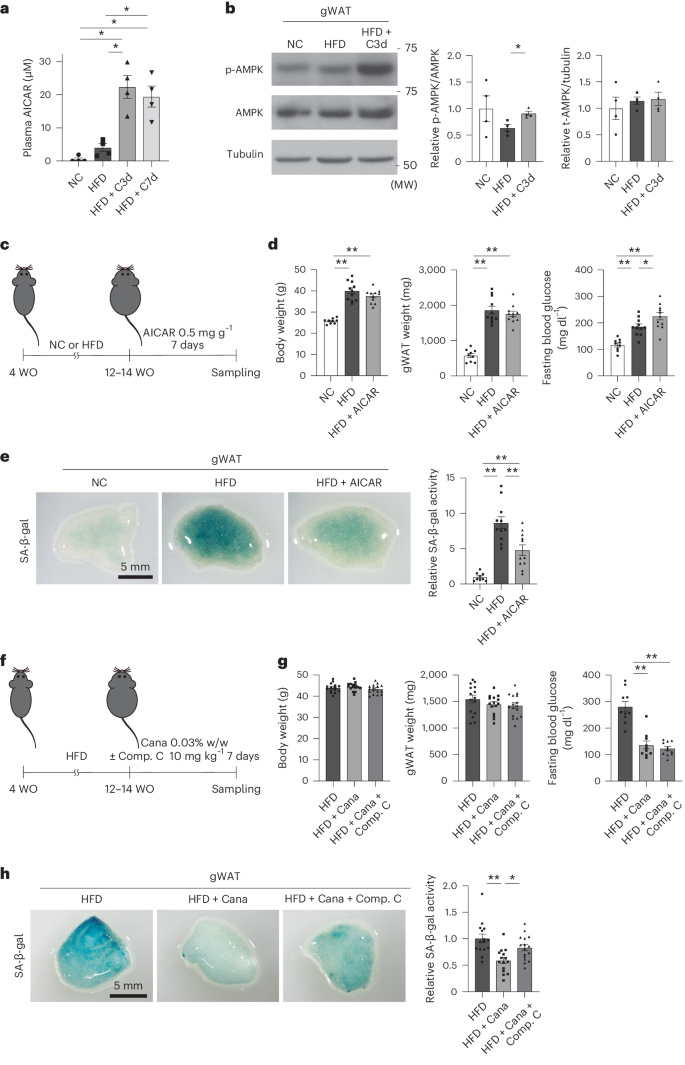 a
Plasma AICAR (µM)
30
20
10
0
*
*
*
*
NC
HFD
HFD + C3d
HFD + C7d
b
gWAT
NC
HFD
HFD +
C3d
p-AMPK
AMPK
Tubulin
75
75
50
(MW)
Relative p-AMPK/AMPK
2.0
1.5
1.0
0.5
0
*
NC
HFD
HFD + C3d
Relative t-AMPK/tubulin
2.0
1.5
1.0
0.5
0
NC
HFD
HFD + C3d
c
AICAR 0.5 mg g−1
NC or HFD
7 days
4 WO
12–14 WO
Sampling
d
Body weight (g)
50
40
30
20
10
0
**
**
NC
HFD
HFD + AICAR
gWAT weight (mg)
3,000
2,000
1,000
0
**
**
NC
HFD
HFD + AICAR
Fasting blood glucose
(mg dl−1)
400
300
200
100
0
**
**
*
NC
HFD
HFD + AICAR
e
gWAT
NC
HFD
HFD + AICAR
SA-β-gal
5 mm
Relative SA-β-gal activity
15
10
5
0
**
**
**
NC
HFD
HFD + AICAR
f
Cana 0.03% w/w
HFD
± Comp. C 10 mg kg−1 7 days
4 WO
12–14 WO
Sampling
g
Body weight (g)
50
40
30
20
10
0
HFD
HFD + Cana
HFD + Cana +
Comp. C
gWAT weight (mg)
2,000
1,500
1,000
500
0
HFD
HFD + Cana
HFD + Cana +
Comp. C
Fasting blood glucose
(mg dl−1)
400
300
200
100
0
**
**
HFD
HFD + Cana
HFD + Cana +
Comp. C
h
gWAT
HFD
HFD + Cana
HFD + Cana + Comp. C
SA-β-gal
5 mm
Relative SA-β-gal activity
2.0
1.5
1.0
0.5
0
**
*
HFD
HFD + Cana
HFD + Cana +
Comp. C